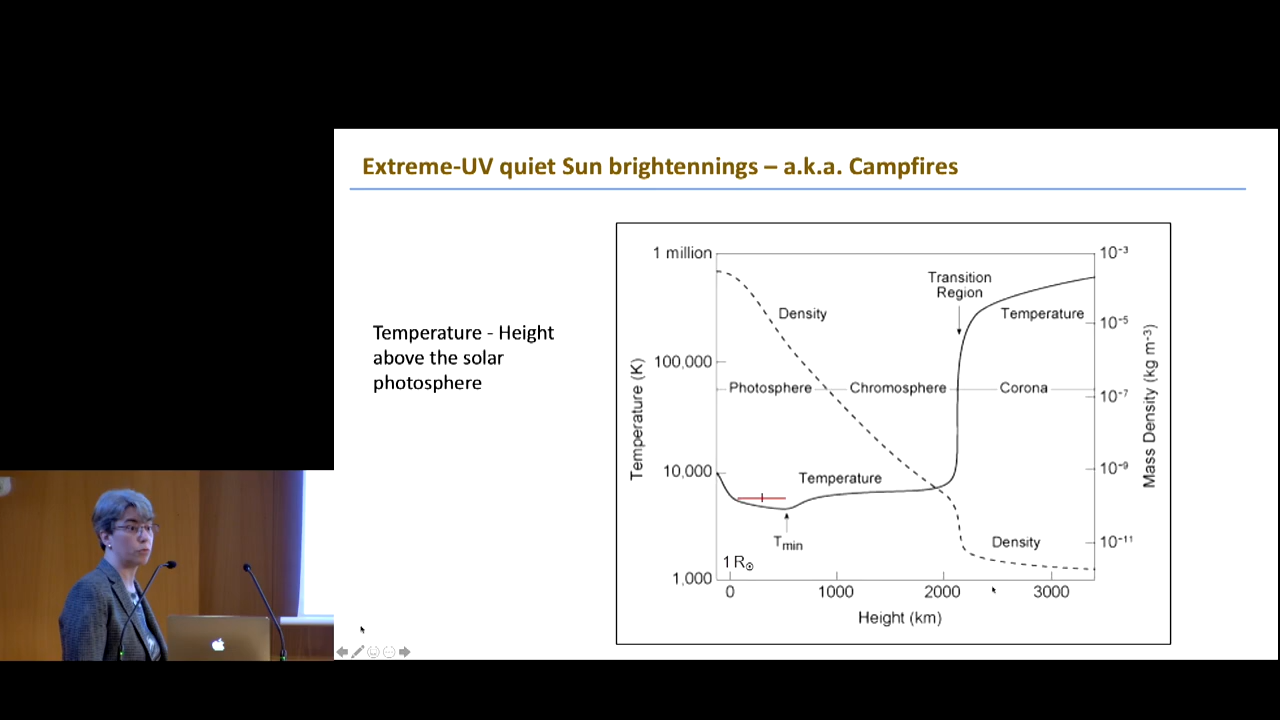 Extreme-UV quiet Sun brightennings – a.k.a. Campfires
Temperature - Height
above the solar
photosphere
1 million
100,000
10,000
1,000
Temperature (K)
Density
Transition
Region
Temperature
Photosphere
Chromosphere
Corona
Temperature
Tmin
Density
1 R☉
10⁻³
10⁻⁵
10⁻⁷
10⁻⁹
10⁻¹¹
Mass Density (kg m⁻³)
0
1000
2000
3000
Height (km)